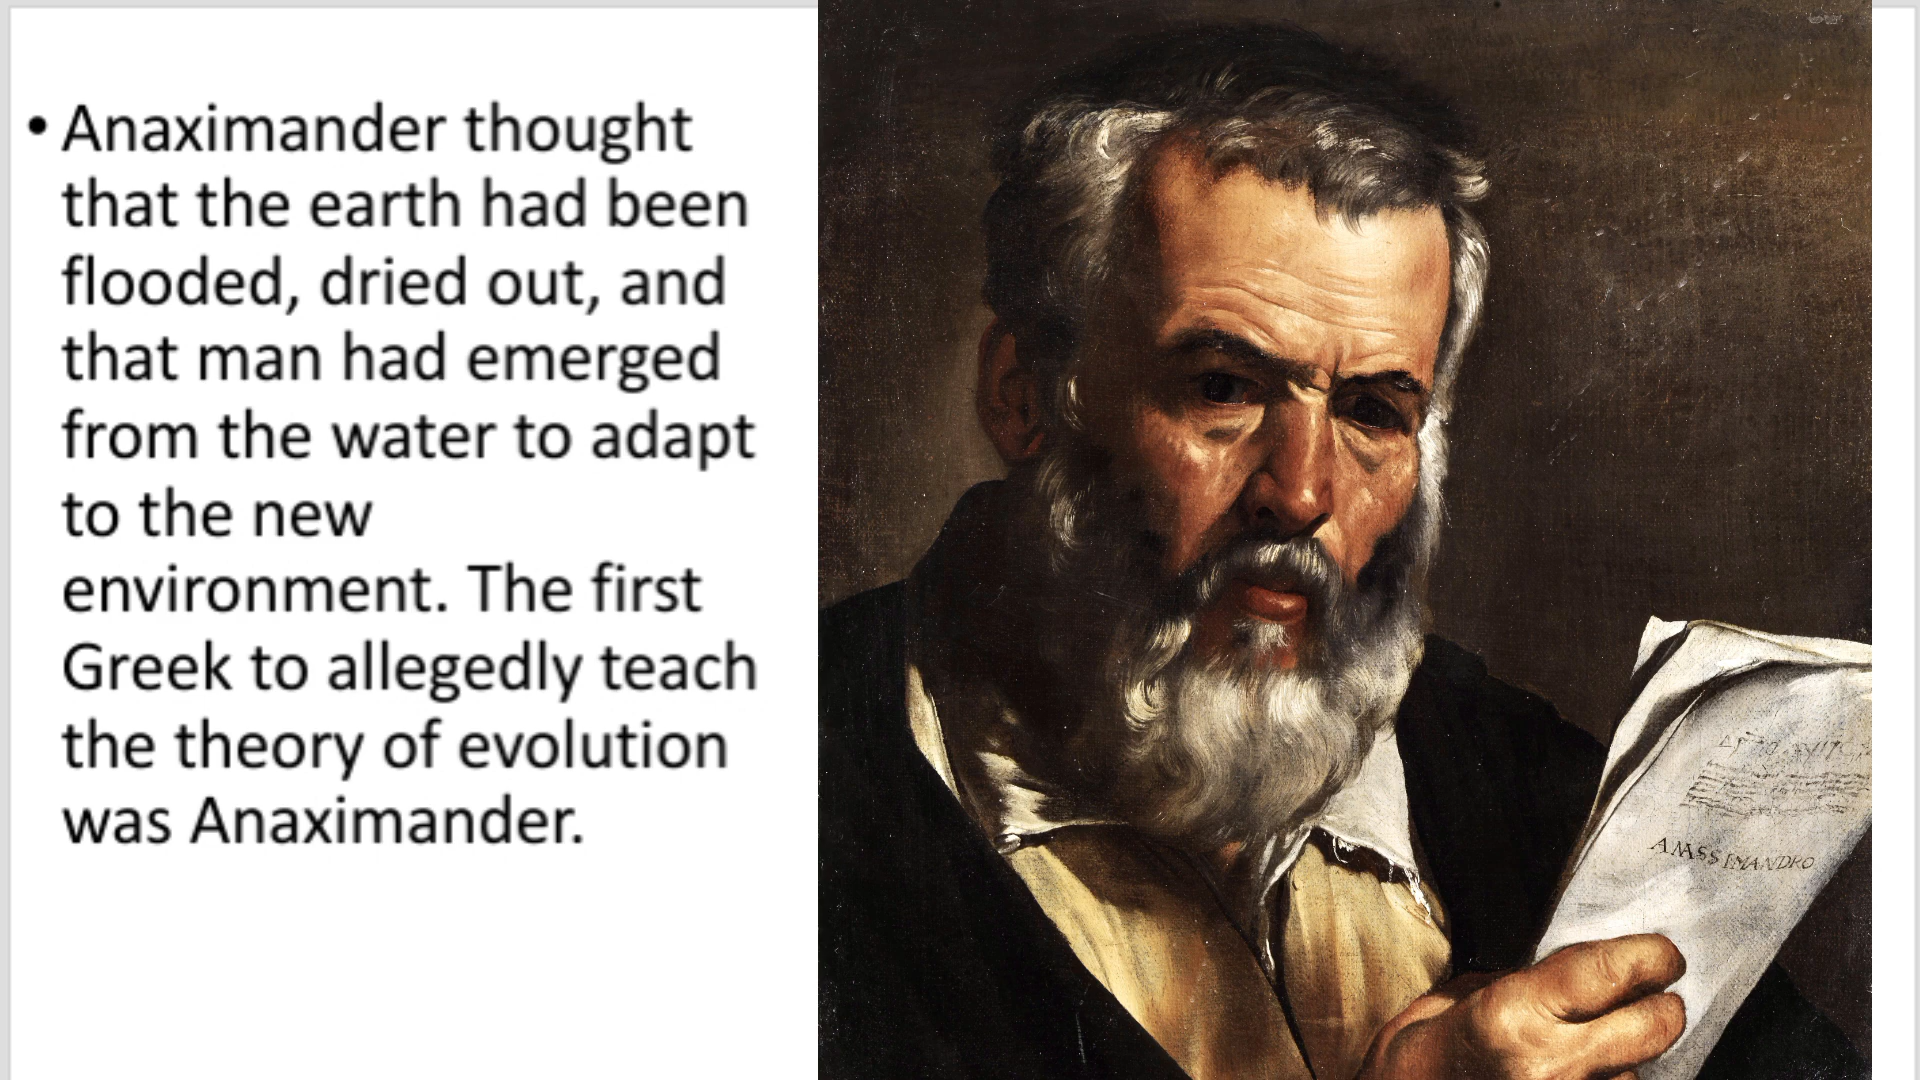 • Anaximander thought
that the earth had been
flooded, dried out, and
that man had emerged
from the water to adapt
to the new
environment. The first
Greek to allegedly teach
the theory of evolution
was Anaximander.
AMSSIMANDRO